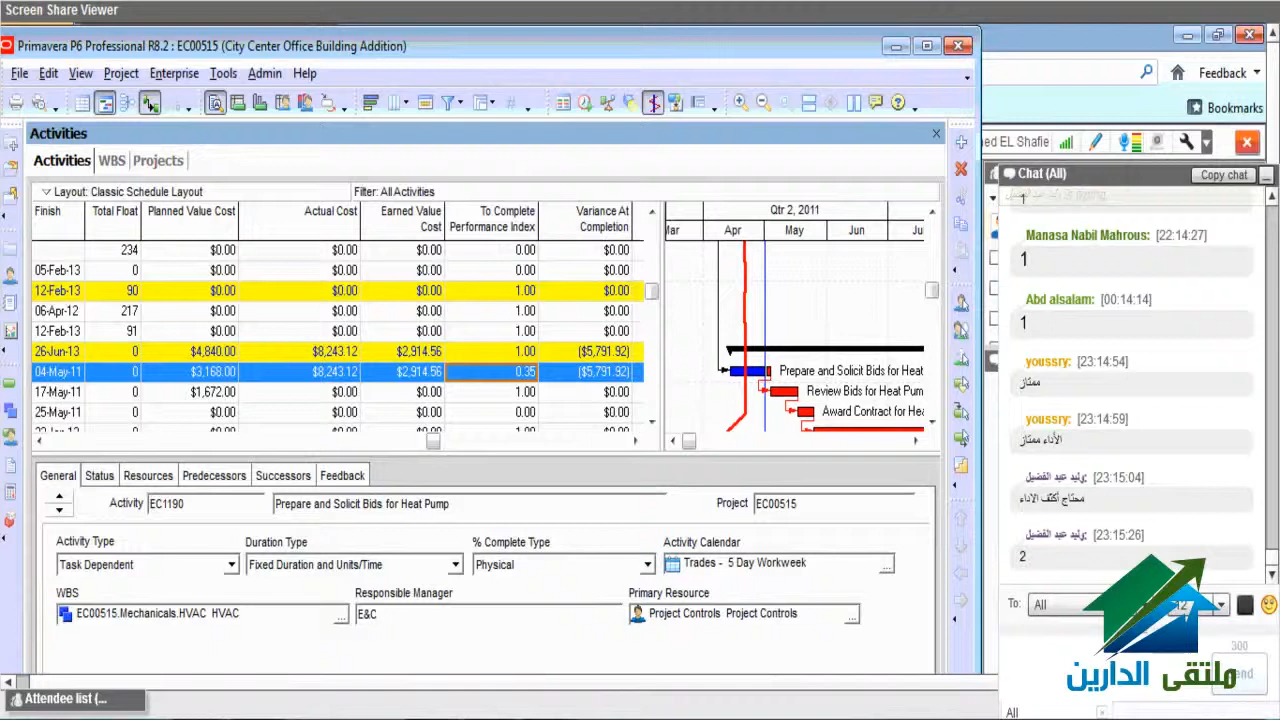 Screen Share Viewer
Primavera P6 Professional R8.2 : EC00515 (City Center Office Building Addition)
File Edit View Project Enterprise Tools Admin Help
Feedback
Bookmarks
Activities
ed EL Shafie
Activities WBS Projects
Layout: Classic Schedule Layout Filter: All Activities
Finish Total Float Planned Value Cost Actual Cost Earned Value Cost To Complete Performance Index Variance At Completion
Qtr 2, 2011
Mar Apr May Jun Ju
234 $0.00 $0.00 $0.00 1.00 $0.00
05-Feb-13 0 $0.00 $0.00 $0.00 0.00 $0.00
12-Feb-13 90 $0.00 $0.00 $0.00 1.00 $0.00
06-Apr-12 217 $0.00 $0.00 $0.00 1.00 $0.00
12-Feb-13 91 $0.00 $0.00 $0.00 1.00 $0.00
26-Jun-13 0 $4,840.00 $8,243.12 $2,914.56 1.00 ($5,791.92)
04-May-11 0 $3,168.00 $8,243.12 $2,914.56 0.35 ($5,791.92) Prepare and Solicit Bids for Heat
17-May-11 0 $1,672.00 $0.00 $0.00 1.00 $0.00 Review Bids for Heat Pump
25-May-11 0 $0.00 $0.00 $0.00 0.00 $0.00 Award Contract for Hea
General Status Resources Predecessors Successors Feedback
Activity EC1190 Prepare and Solicit Bids for Heat Pump Project EC00515
Activity Type Duration Type % Complete Type Activity Calendar
Task Dependent Fixed Duration and Units/Time Physical Trades - 5 Day Workweek
WBS Responsible Manager Primary Resource
EC00515.Mechanicals.HVAC HVAC E&C Project Controls Project Controls
Attendee list (...
Chat (All) Copy chat
1
Manasa Nabil Mahrous: [22:14:27]
1
Abd alsalam: [00:14:14]
1
youssry: [23:14:54]
ممتاز
youssry: [23:14:59]
الأداء ممتاز
وليد عبد الفضيل: [23:15:04]
محتاج أكثف الاداء
وليد عبد الفضيل: [23:15:26]
2
To: All 12
300
ملتقى الدارين
All